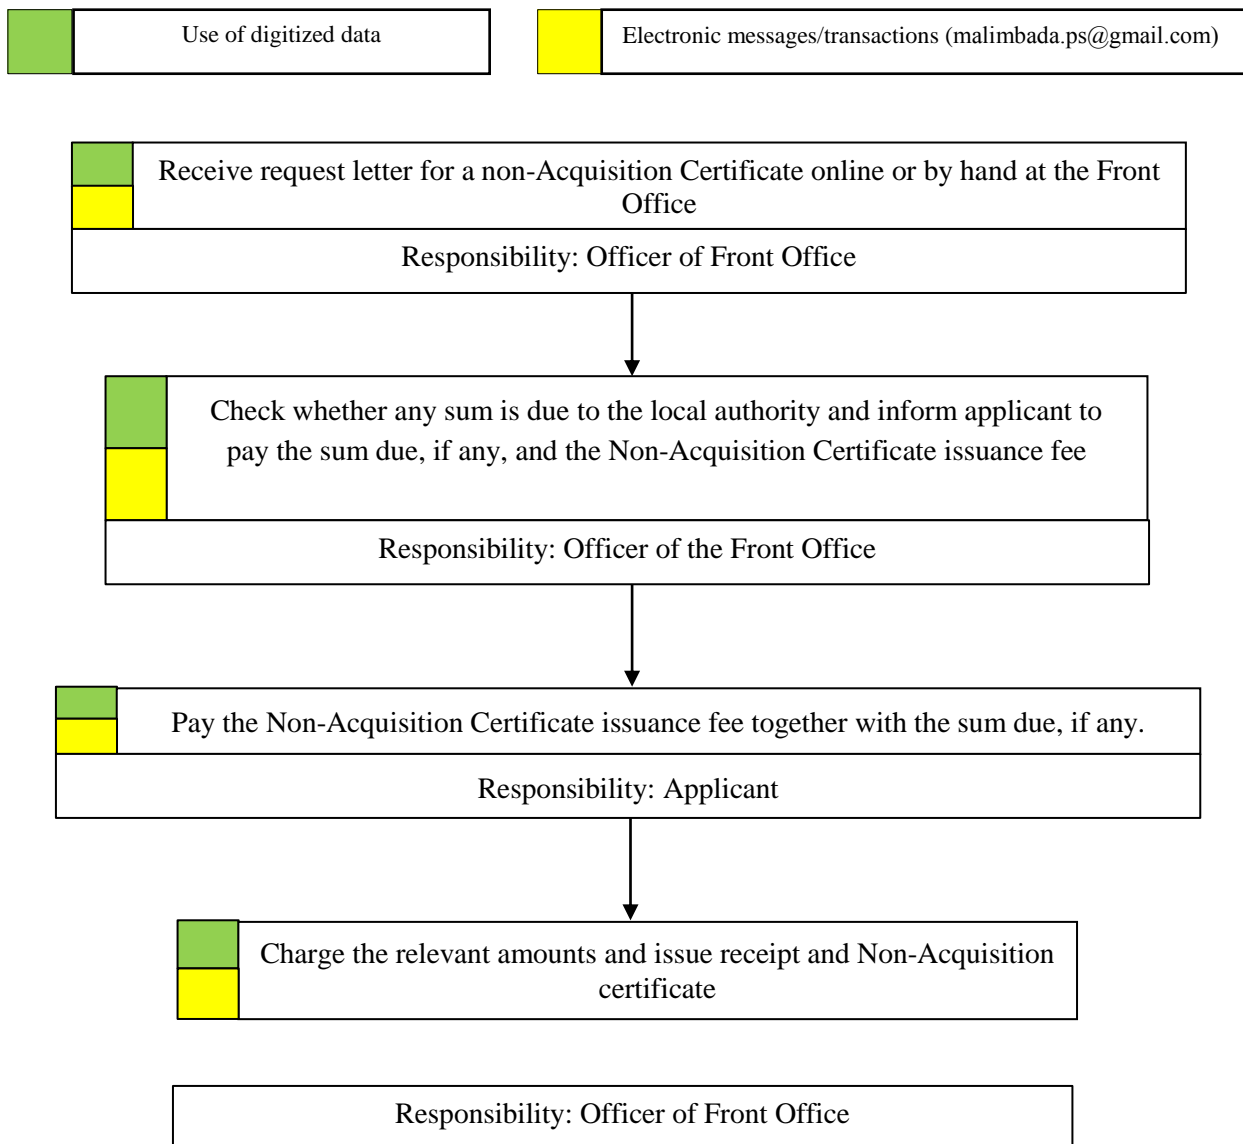 Use of digitized data
Electronic messages/transactions (malimbada.ps@gmail.com)
Receive request letter for a non-Acquisition Certificate online or by hand at the Front
Office
Responsibility: Officer of Front Office
Check whether any sum is due to the local authority and inform applicant to
pay the sum due, if any, and the Non-Acquisition Certificate issuance fee
Responsibility: Officer of the Front Office
Pay the Non-Acquisition Certificate issuance fee together with the sum due, if any.
Responsibility: Applicant
Charge the relevant amounts and issue receipt and Non-Acquisition
certificate
Responsibility: Officer of Front Office